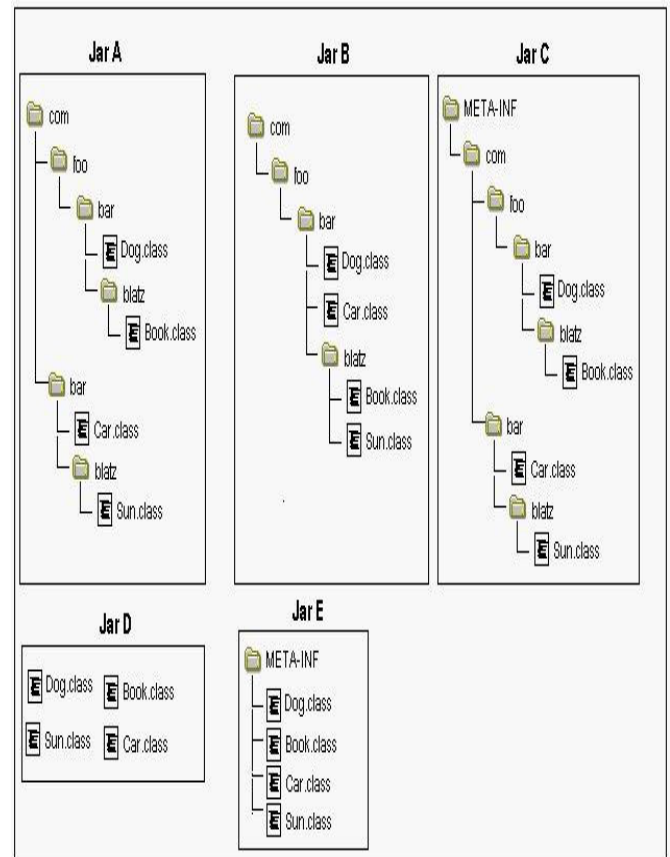 Jar A
com
foo
bar
Dog.class
blatz
Book.class
bar
Car.class
blatz
Sun.class
Jar B
com
foo
bar
Dog.class
Car.class
blatz
Book.class
Sun.class
Jar C
META-INF
com
foo
bar
Dog.class
blatz
Book.class
bar
Car.class
blatz
Sun.class
Jar D
Dog.class Book.class
Sun.class Car.class
Jar E
META-INF
Dog.class
Book.class
Car.class
Sun.class